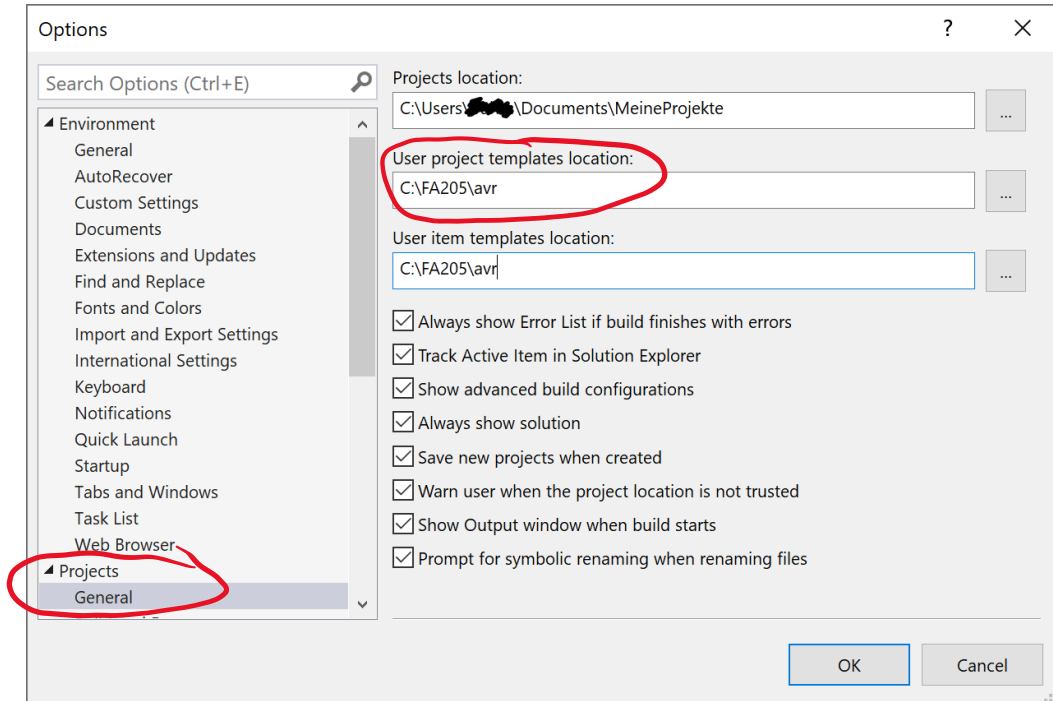 Options
?
Search Options (Ctrl+E)
Environment
General
AutoRecover
Custom Settings
Documents
Extensions and Updates
Find and Replace
Fonts and Colors
Import and Export Settings
International Settings
Keyboard
Notifications
Quick Launch
Startup
Tabs and Windows
Task List
Web Browser
Projects
General
Projects location:
C:\Users\ \Documents\MeineProjekte
...
User project templates location:
C:\FA205\avr
...
User item templates location:
C:\FA205\avr
...
Always show Error List if build finishes with errors
Track Active Item in Solution Explorer
Show advanced build configurations
Always show solution
Save new projects when created
Warn user when the project location is not trusted
Show Output window when build starts
Prompt for symbolic renaming when renaming files
OK
Cancel